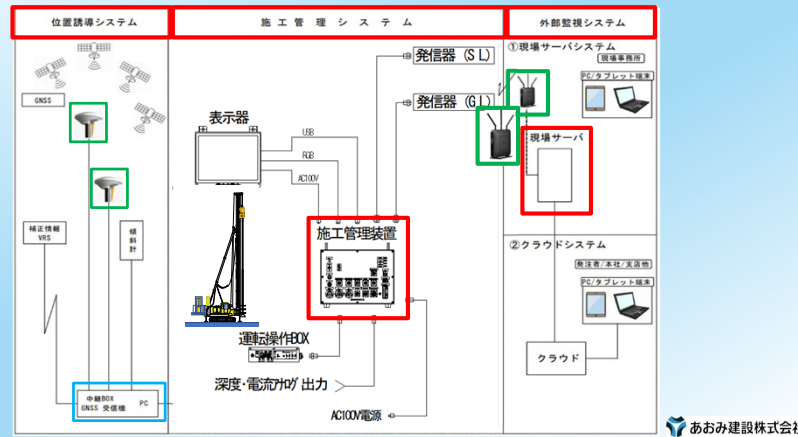 位置誘導システム
施工管理システム
外部監視システム
GNSS
補正情報
VRS
傾斜計
中継BOX
GNSS 受信機
PC
表示器
USB
RGB
AC100V
発信器（SL）
発信器（GL）
施工管理装置
運転操作BOX
深度・電流アナログ出力
AC100V電源
①現場サーバシステム
現場事務所
PC/タブレット端末
現場サーバ
②クラウドシステム
発注者/本社/支店他
PC/タブレット端末
クラウド
あおみ建設株式会社